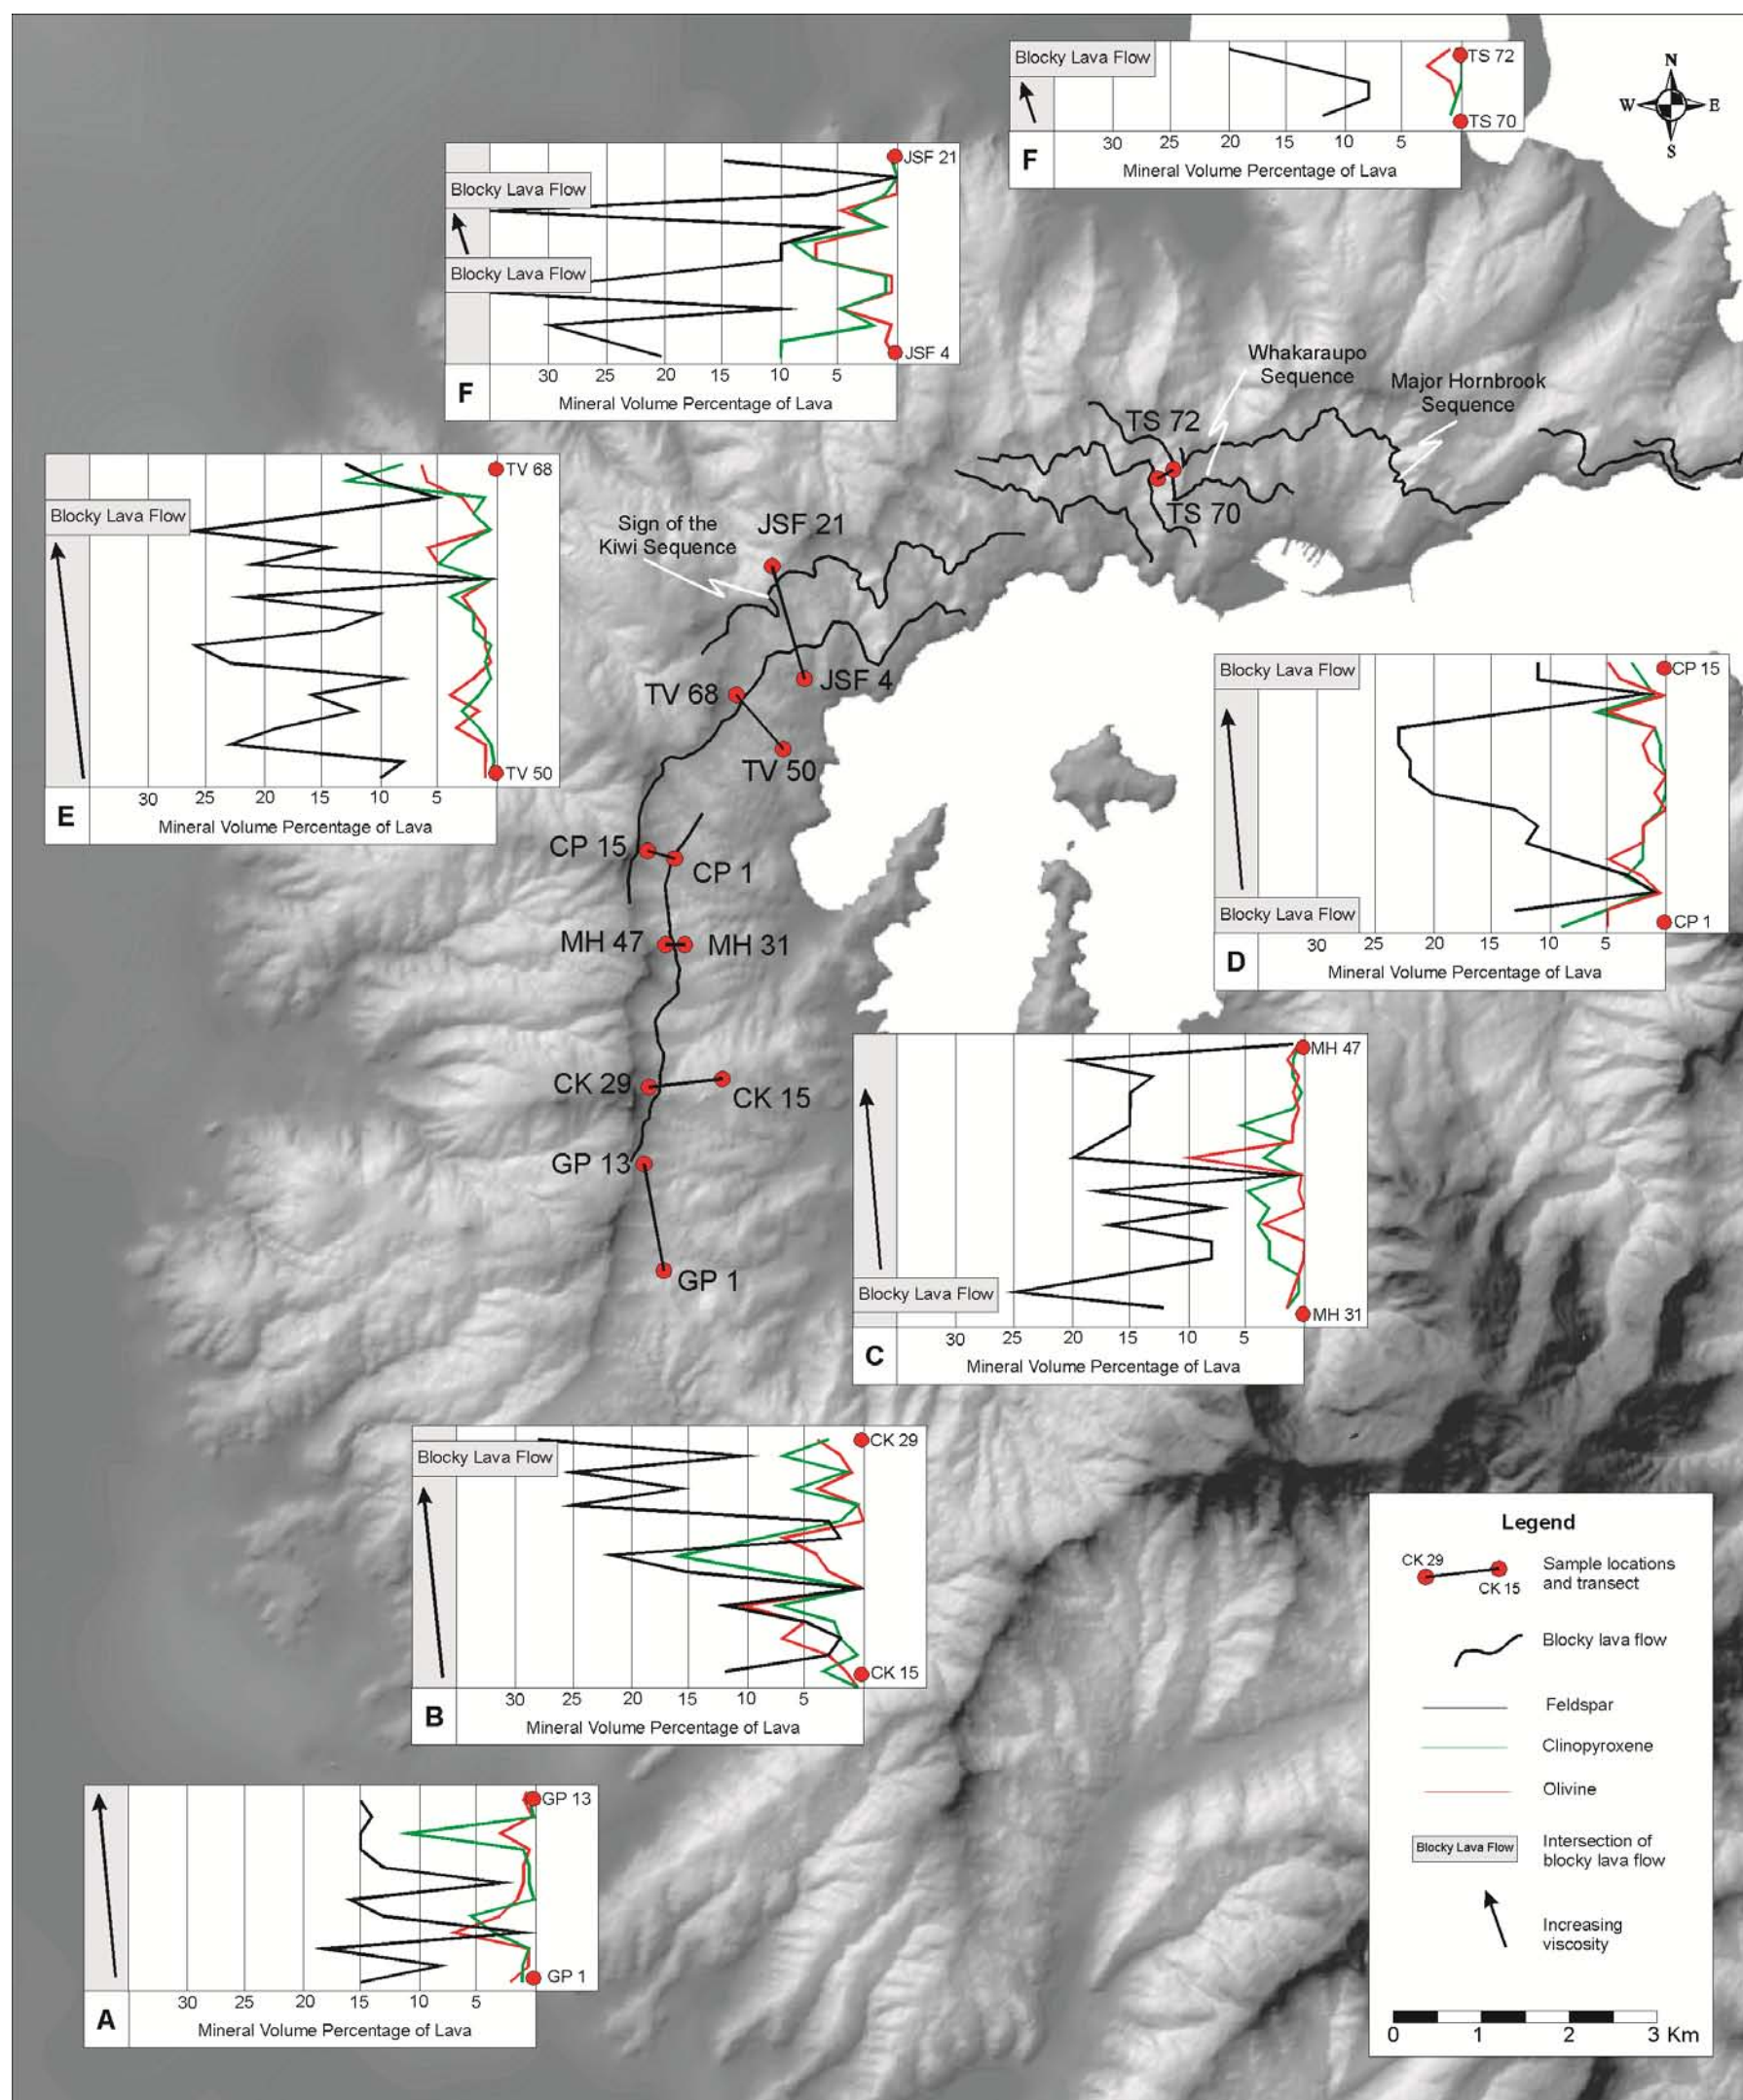 Blocky Lava Flow
TS 72
TS 70
30 25 20 15 10 5
F
Mineral Volume Percentage of Lava
N
W E
S
JSF 21
Blocky Lava Flow
Blocky Lava Flow
JSF 4
30 25 20 15 10 5
F
Mineral Volume Percentage of Lava
Whakaraupo
Sequence
Major Hornbrook
Sequence
TS 72
TS 70
TV 68
Blocky Lava Flow
TV 50
30 25 20 15 10 5
E
Mineral Volume Percentage of Lava
Sign of the
Kiwi Sequence
JSF 21
JSF 4
TV 68
TV 50
CP 15
CP 1
MH 47
MH 31
CK 29
CK 15
GP 13
GP 1
Blocky Lava Flow
CP 15
Blocky Lava Flow
CP 1
30 25 20 15 10 5
D
Mineral Volume Percentage of Lava
MH 47
Blocky Lava Flow
MH 31
30 25 20 15 10 5
C
Mineral Volume Percentage of Lava
CK 29
Blocky Lava Flow
CK 15
30 25 20 15 10 5
B
Mineral Volume Percentage of Lava
GP 13
GP 1
30 25 20 15 10 5
A
Mineral Volume Percentage of Lava
Legend
CK 29
CK 15
Sample locations
and transect
Blocky lava flow
Feldspar
Clinopyroxene
Olivine
Blocky Lava Flow
Intersection of
blocky lava flow
Increasing
viscosity
0 1 2 3 Km